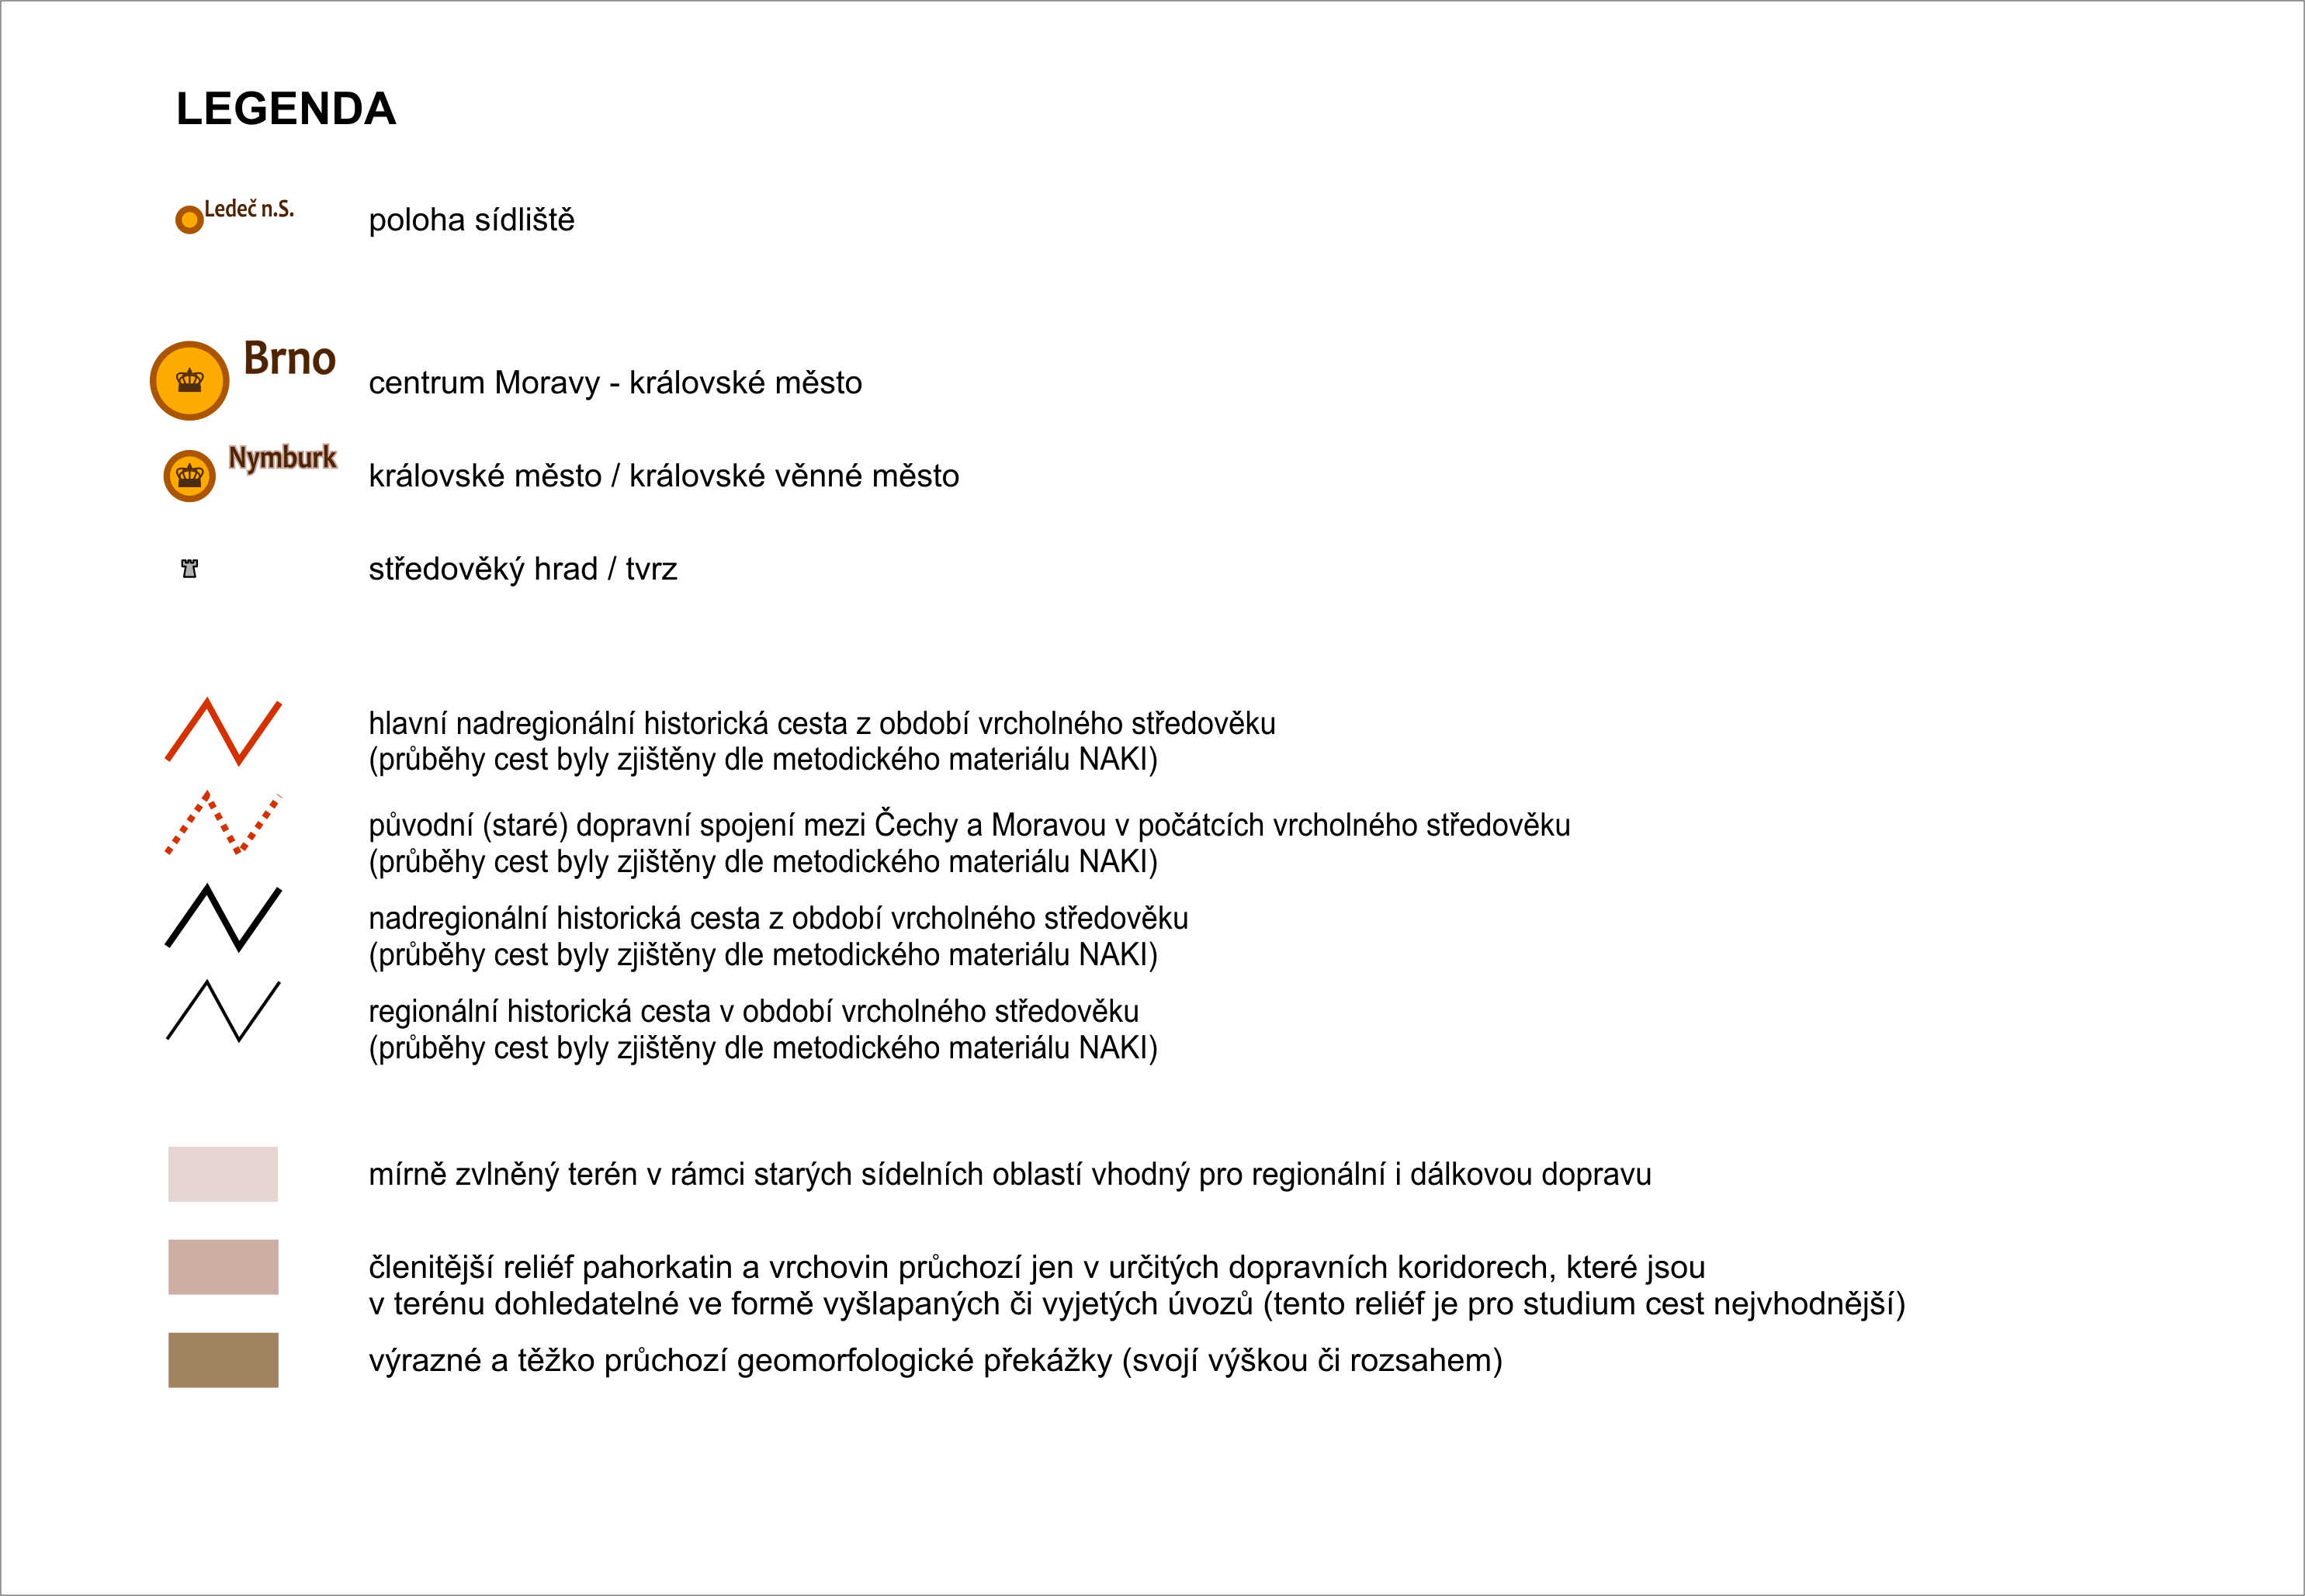 LEGENDA
Ledeč n.S.
poloha sídliště
Brno
centrum Moravy - královské město
Nymburk
královské město / královské věnné město
středověký hrad / tvrz
hlavní nadregionální historická cesta z období vrcholného středověku
(průběhy cest byly zjištěny dle metodického materiálu NAKI)
původní (staré) dopravní spojení mezi Čechy a Moravou v počátcích vrcholného středověku
(průběhy cest byly zjištěny dle metodického materiálu NAKI)
nadregionální historická cesta z období vrcholného středověku
(průběhy cest byly zjištěny dle metodického materiálu NAKI)
regionální historická cesta v období vrcholného středověku
(průběhy cest byly zjištěny dle metodického materiálu NAKI)
mírně zvlněný terén v rámci starých sídelních oblastí vhodný pro regionální i dálkovou dopravu
členitější reliéf pahorkatin a vrchovin průchozí jen v určitých dopravních koridorech, které jsou
v terénu dohledatelné ve formě vyšlapaných či vyjetých úvozů (tento reliéf je pro studium cest nejvhodnější)
výrazné a těžko průchozí geomorfologické překážky (svojí výškou či rozsahem)